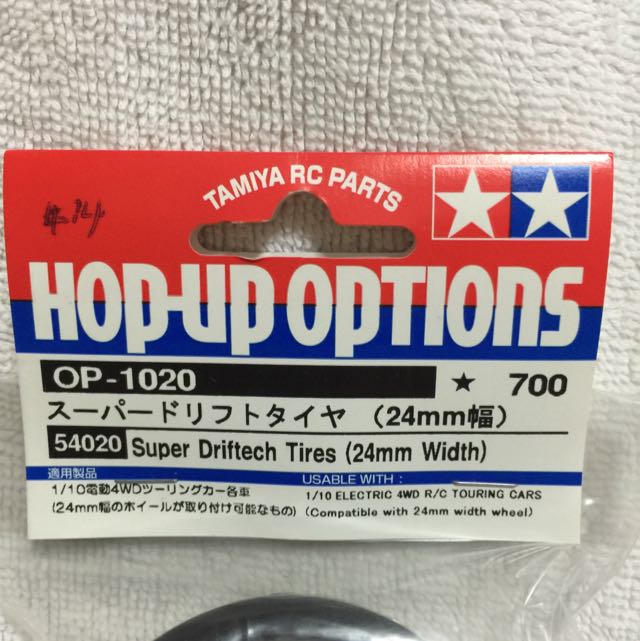 TAMIYA RC PARTS
HOP-UP OPTIONS
OP-1020 ★ 700
スーパードリフトタイヤ (24mm幅)
54020 Super Driftech Tires (24mm Width)
適用製品
1/10電動4WDツーリングカー各車
(24mm幅のホイールが取り付け可能なもの)
USABLE WITH :
1/10 ELECTRIC 4WD R/C TOURING CARS
(Compatible with 24mm width wheel)